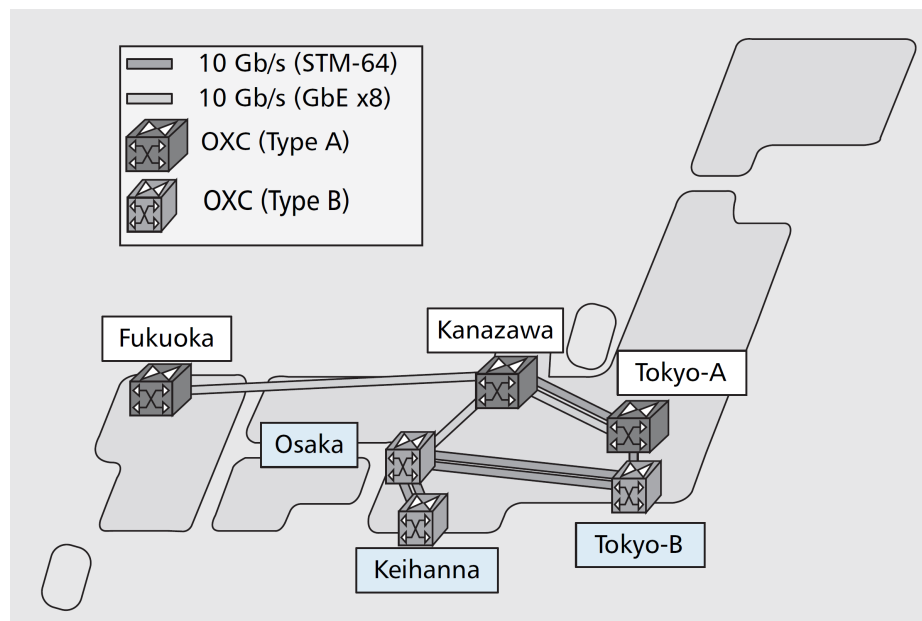 10 Gb/s (STM-64)
10 Gb/s (GbE x8)
OXC (Type A)
OXC (Type B)
Fukuoka
Kanazawa
Tokyo-A
Osaka
Tokyo-B
Keihanna